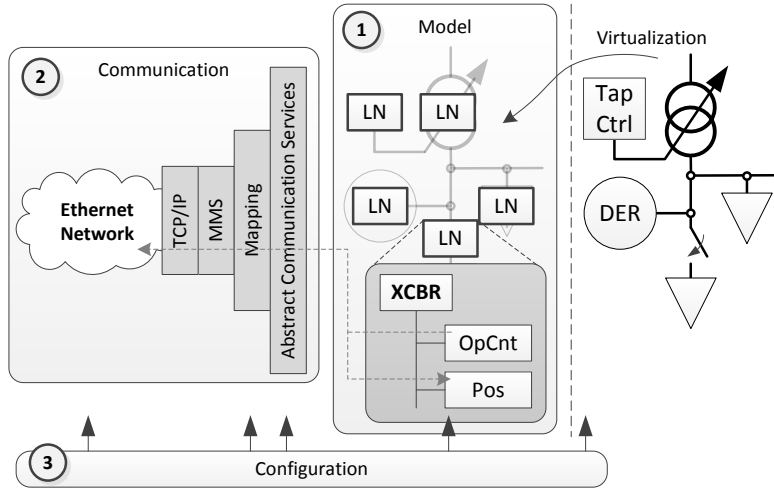 1
Model
Virtualization
2
Communication
LN
LN
Tap
Ctrl
Ethernet
Network
TCP/IP
MMS
Mapping
Abstract Communication Services
LN
LN
DER
LN
XCBR
OpCnt
Pos
3
Configuration